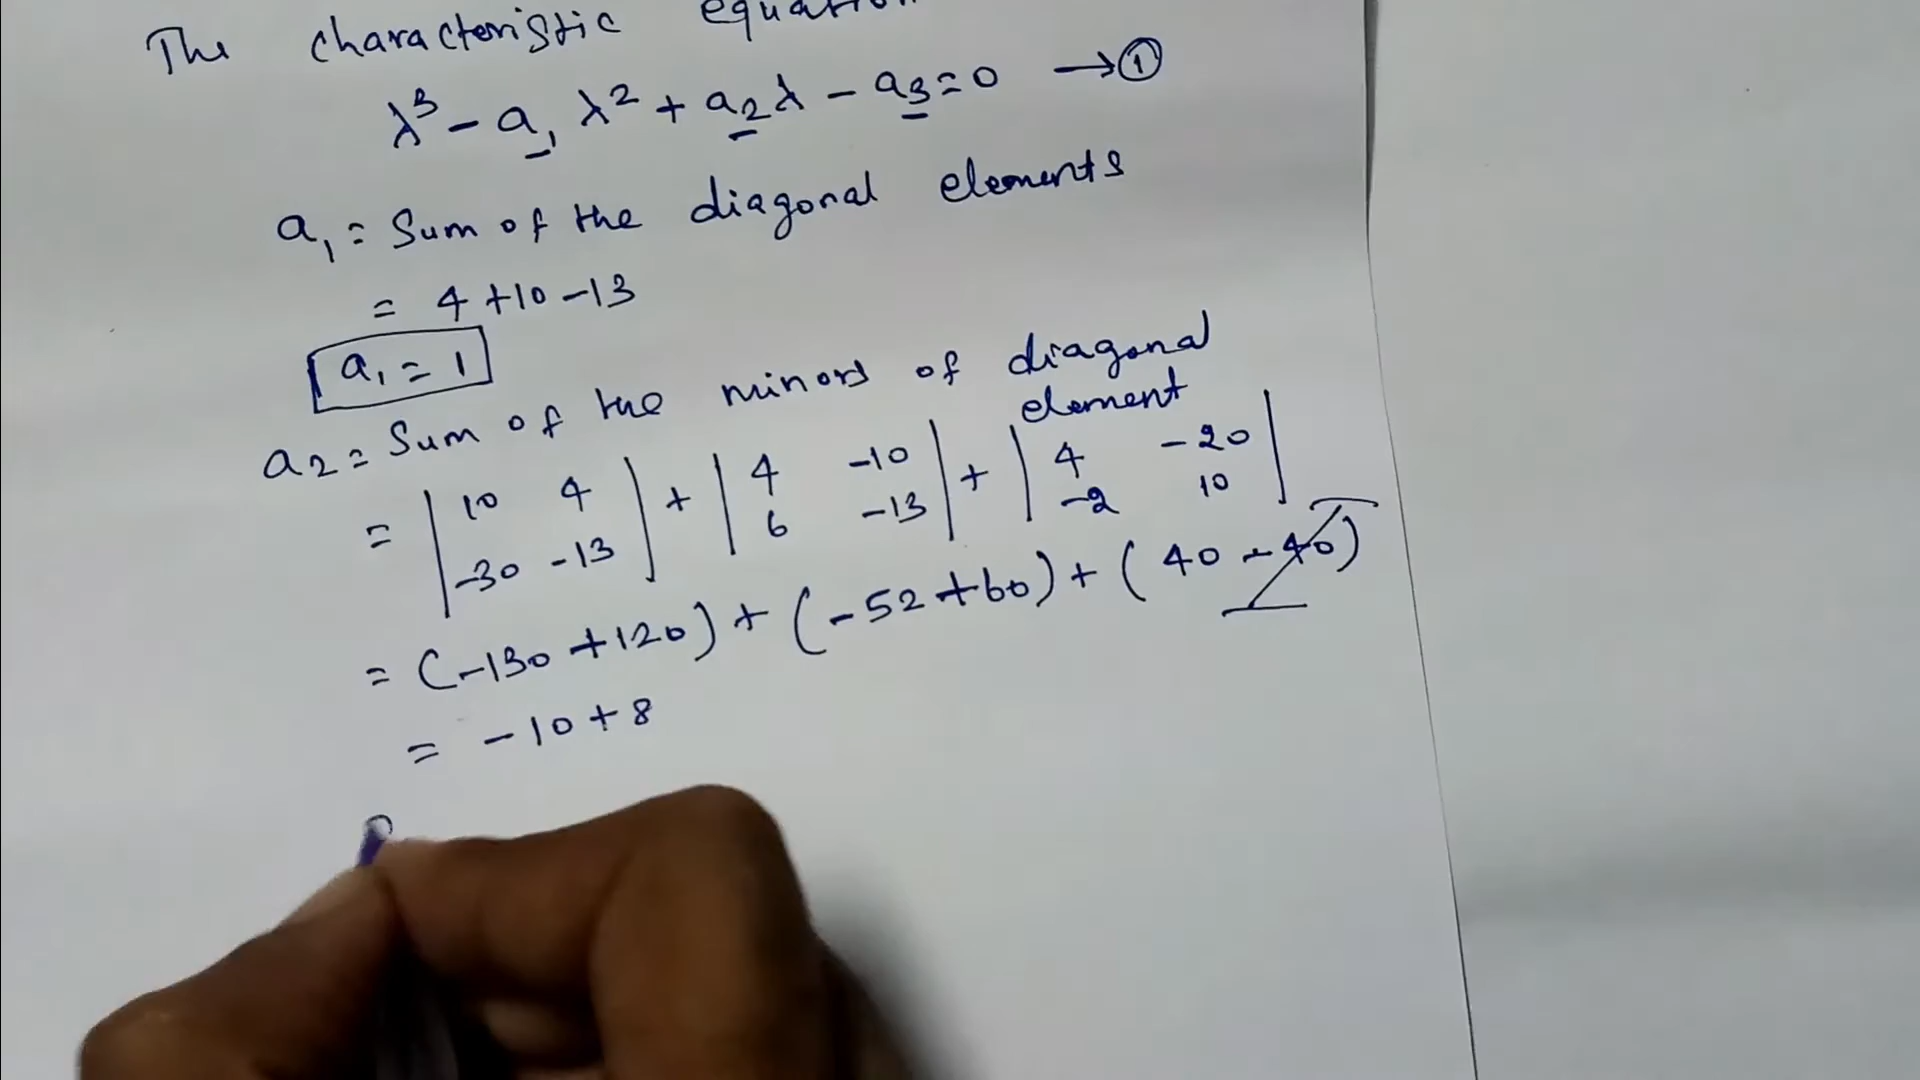 The characteristic equation
λ³ - a₁ λ² + a₂λ - a₃ = 0 → ①
a₁ = Sum of the diagonal elements
= 4 + 10 - 13
a₁ = 1
a₂ = Sum of the minors of diagonal
element
= | 10 4 | + | 4 -10 | + | 4 -20 |
| -30 -13 | | 6 -13 | | -2 10 |
= (-130 + 120) + (-52 + 60) + (40 - 40)
= -10 + 8